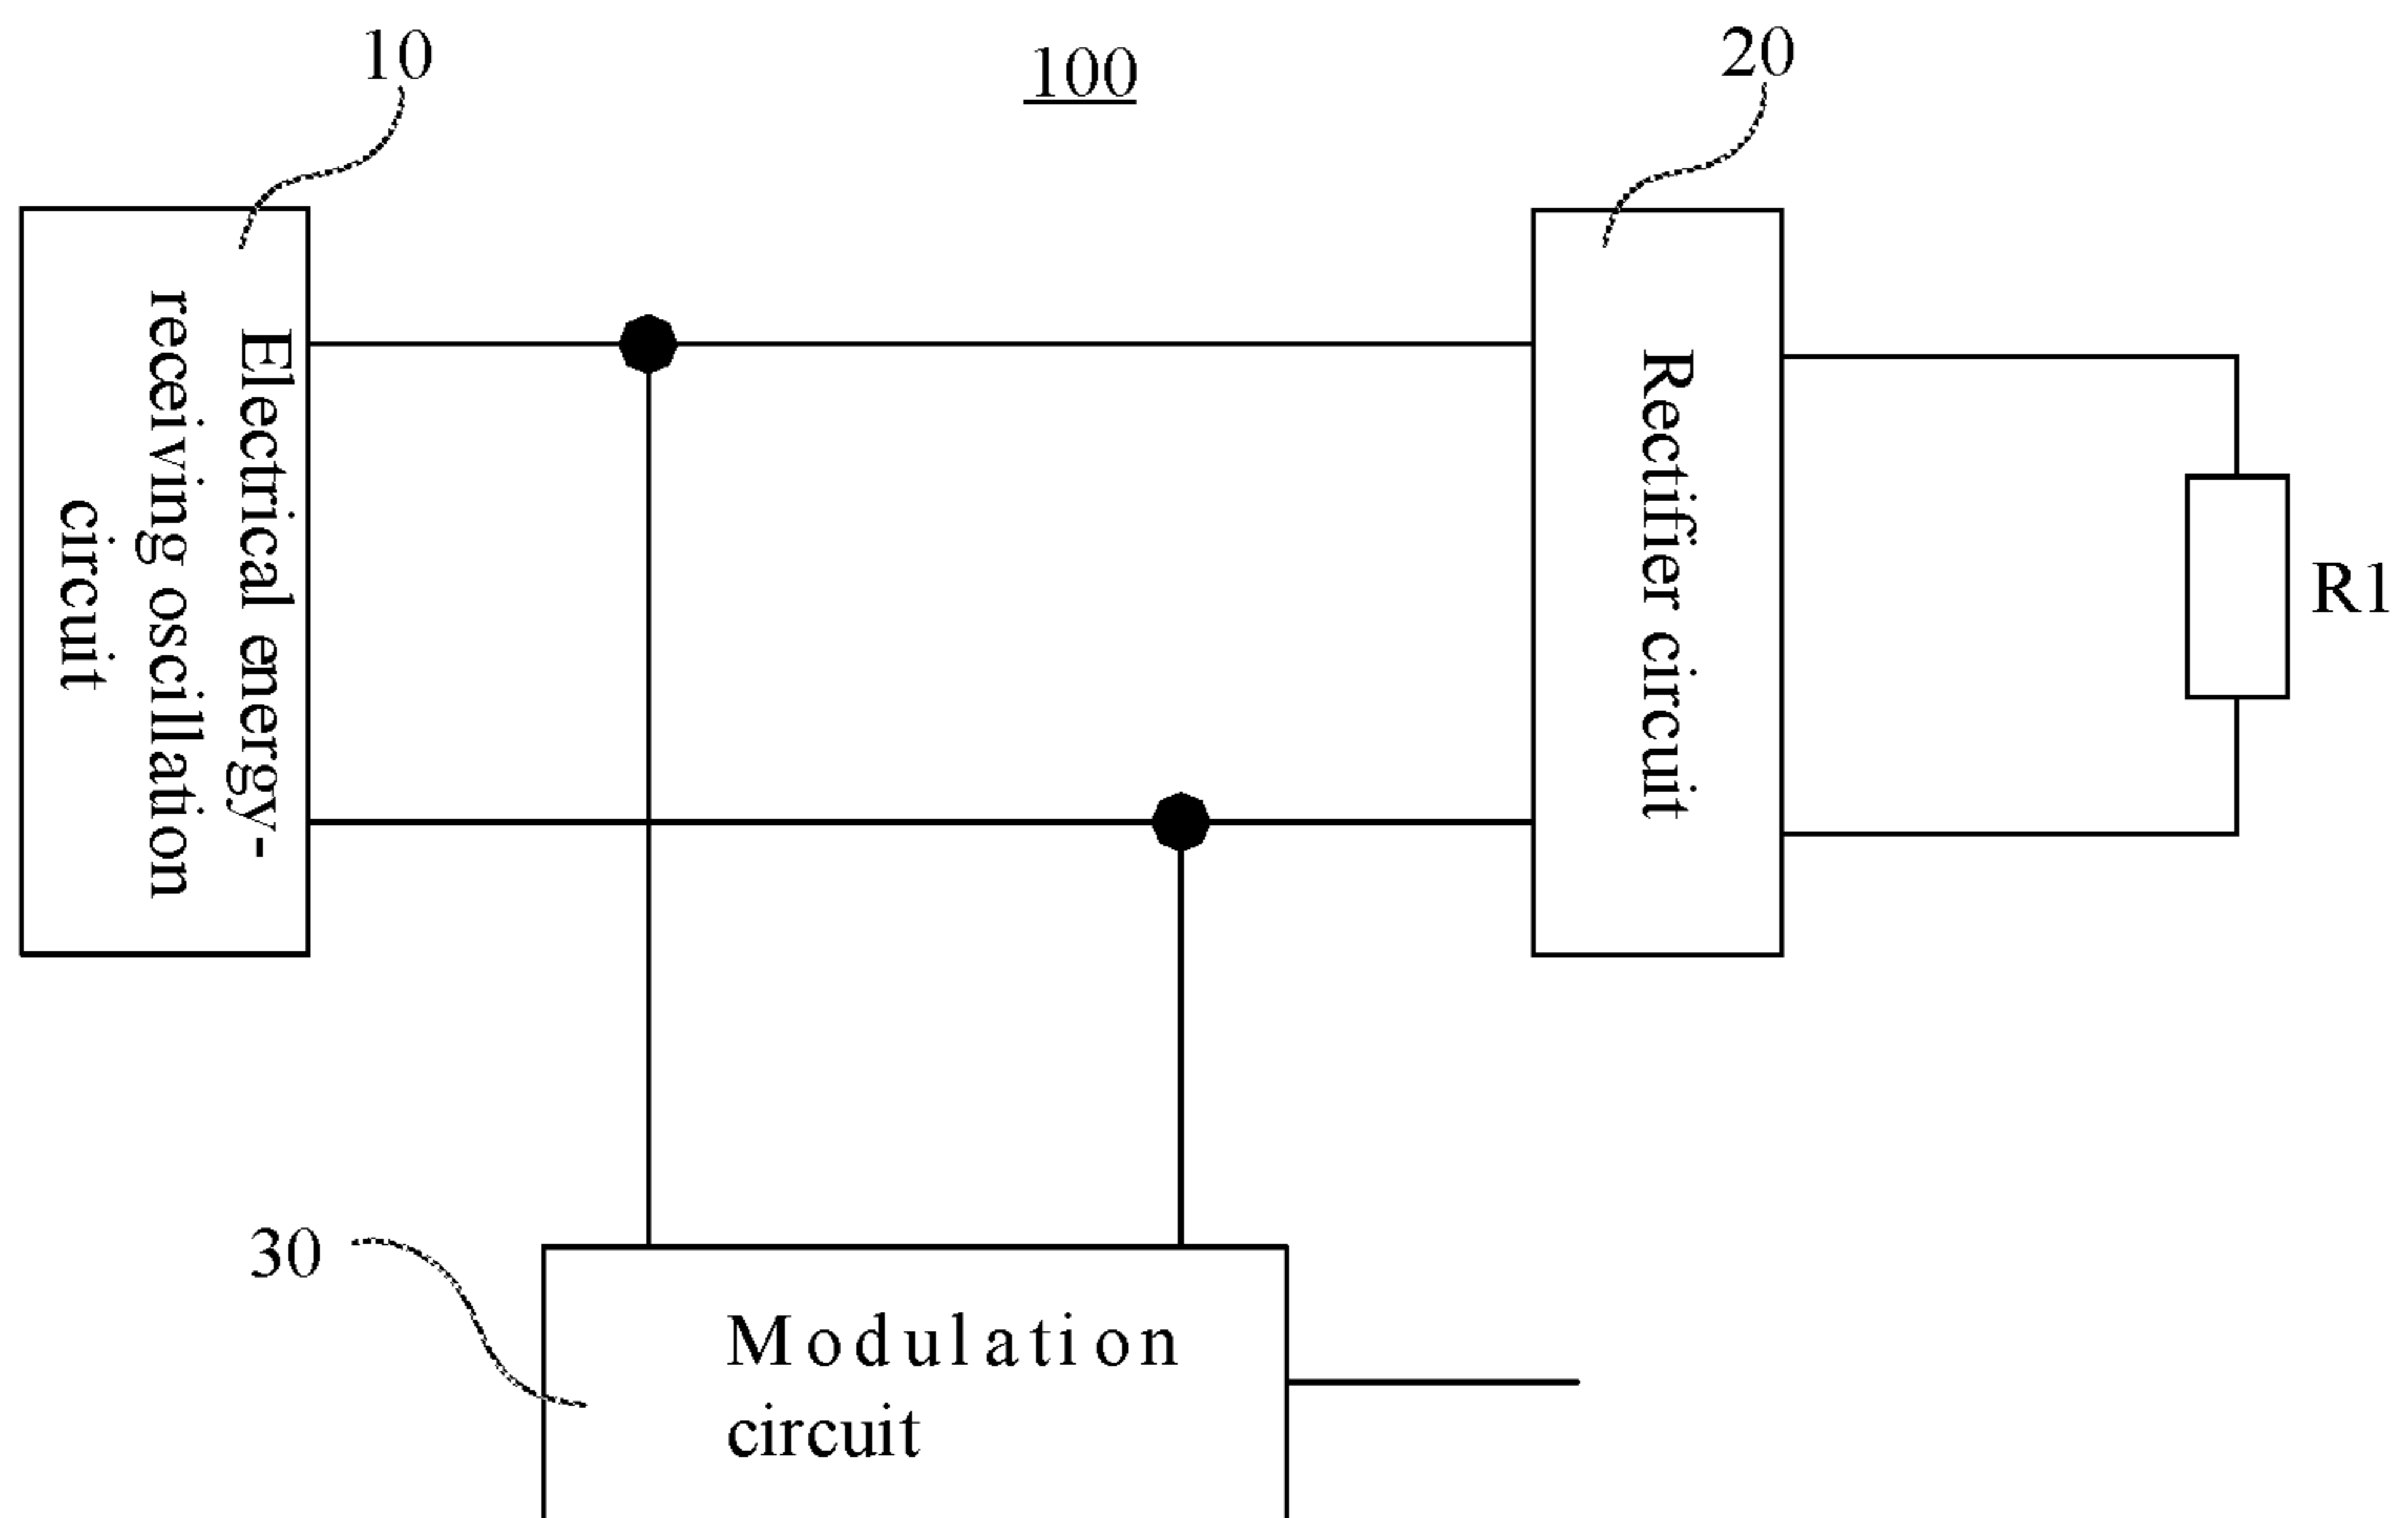 10
100
20
Electrical energy-
receiving oscillation
circuit
Rectifier circuit
R1
30
Modulation
circuit